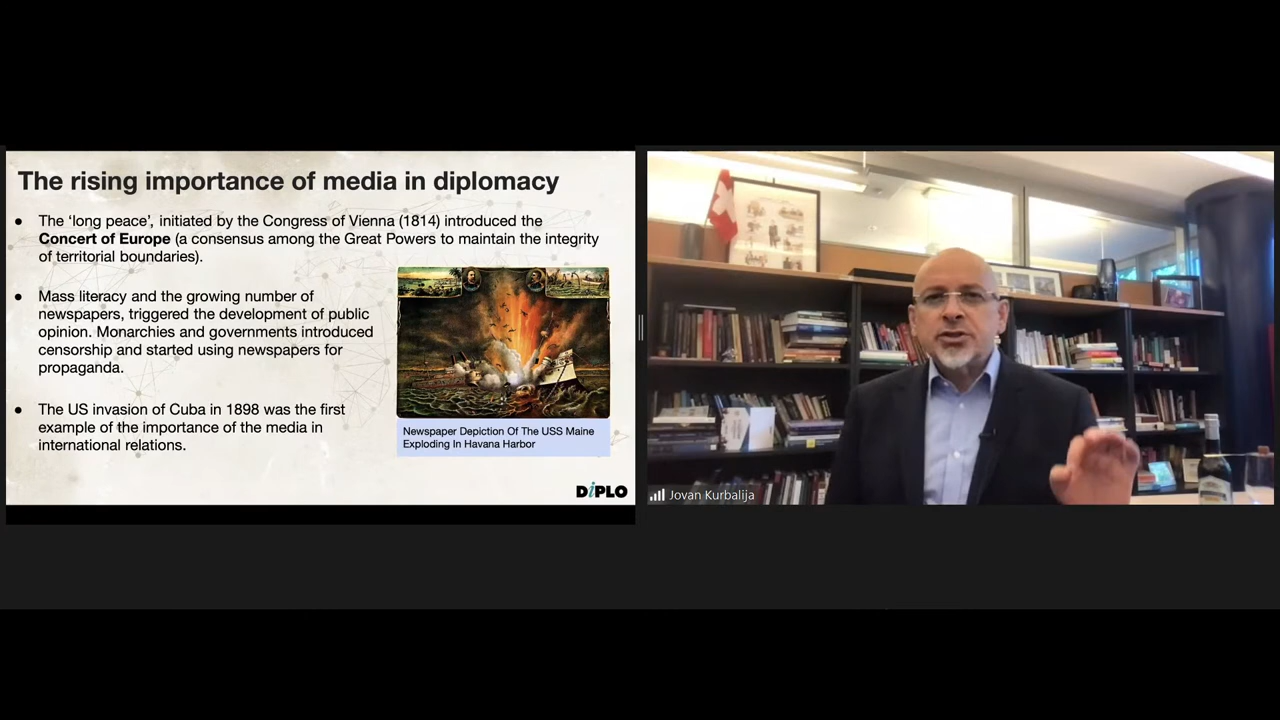 The rising importance of media in diplomacy
● The ‘long peace’, initiated by the Congress of Vienna (1814) introduced the
Concert of Europe (a consensus among the Great Powers to maintain the integrity
of territorial boundaries).
● Mass literacy and the growing number of
newspapers, triggered the development of public
opinion. Monarchies and governments introduced
censorship and started using newspapers for
propaganda.
● The US invasion of Cuba in 1898 was the first
example of the importance of the media in
international relations.
Newspaper Depiction Of The USS Maine
Exploding In Havana Harbor
DiPLO
Jovan Kurbalija